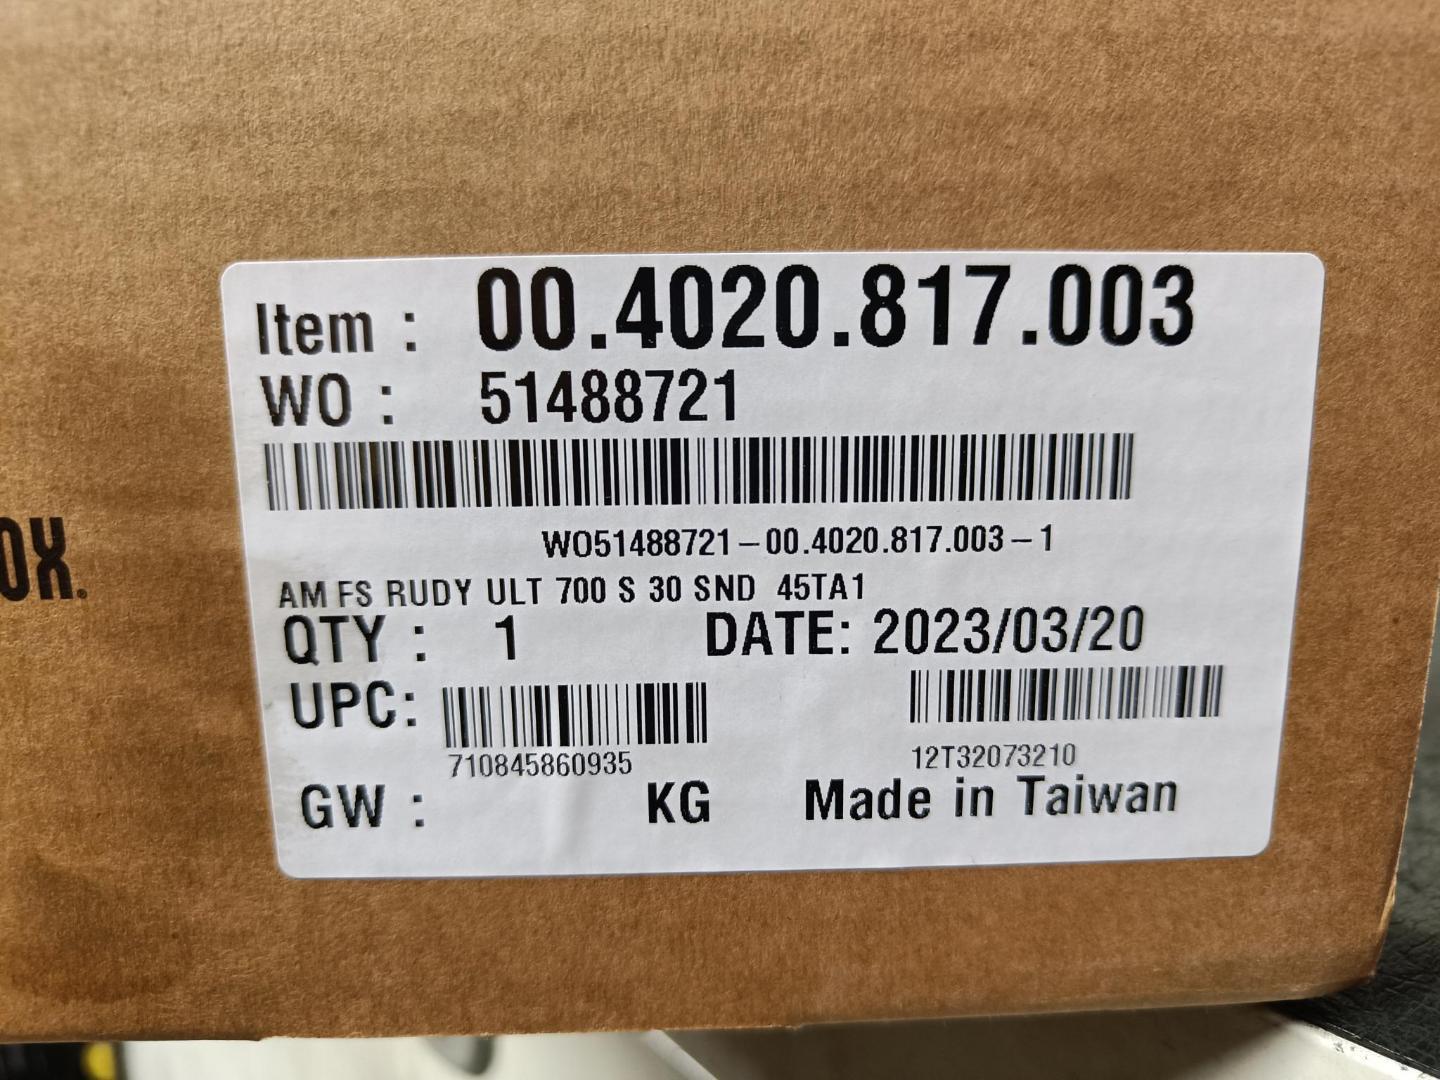 Item : 00.4020.817.003
WO : 51488721
WO51488721-00.4020.817.003-1
AM FS RUDY ULT 700 S 30 SND 45TA1
QTY : 1 DATE: 2023/03/20
UPC:
710845860935 12T32073210
GW : KG Made in Taiwan
OX.